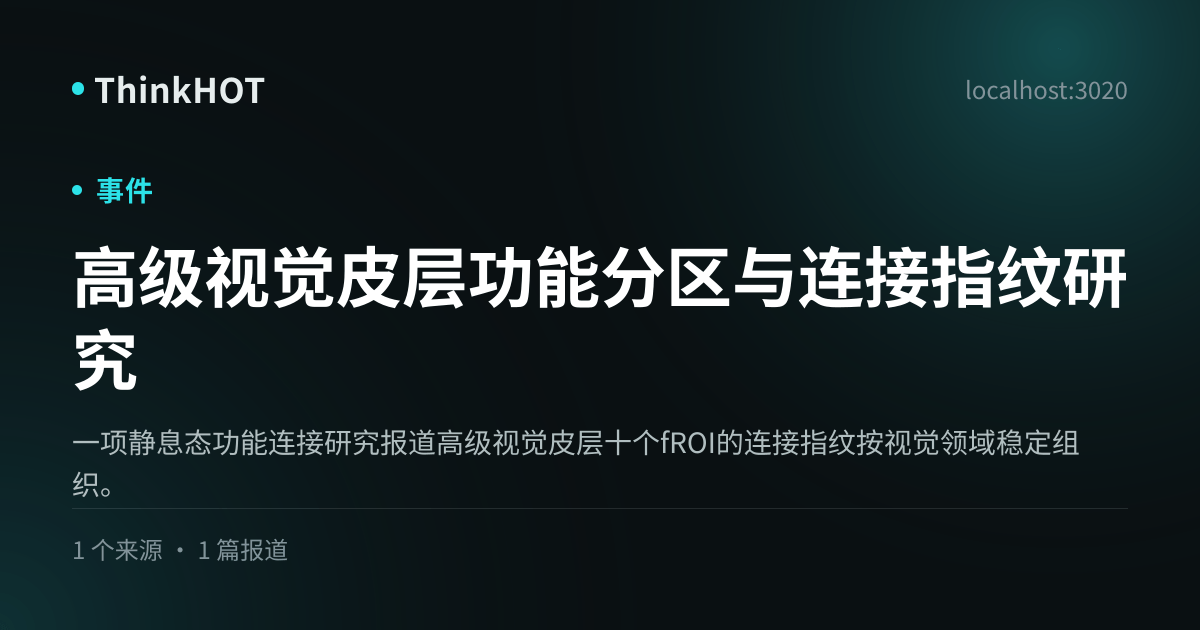 ThinkHOT
localhost:3020
事件
高级视觉皮层功能分区与连接指纹研
究
一项静息态功能连接研究报道高级视觉皮层十个fROI的连接指纹按视觉领域稳定组
织。
1 个来源 · 1 篇报道